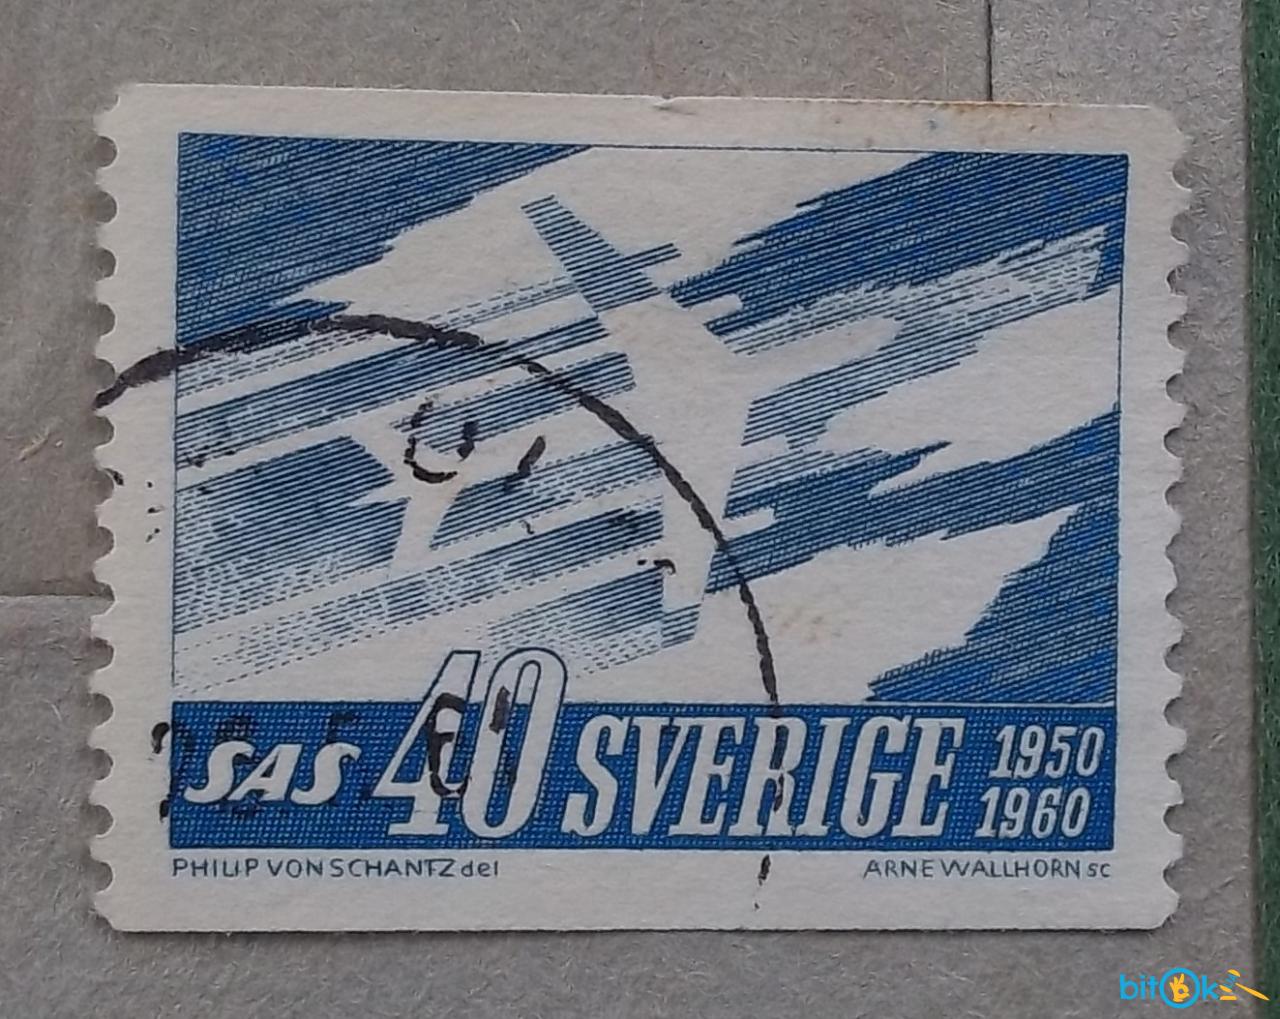 SAS 40 SVERIGE 1950
1960
PHILIP VON SCHANTZ del
ARNE WALLHORN sc
bitOk